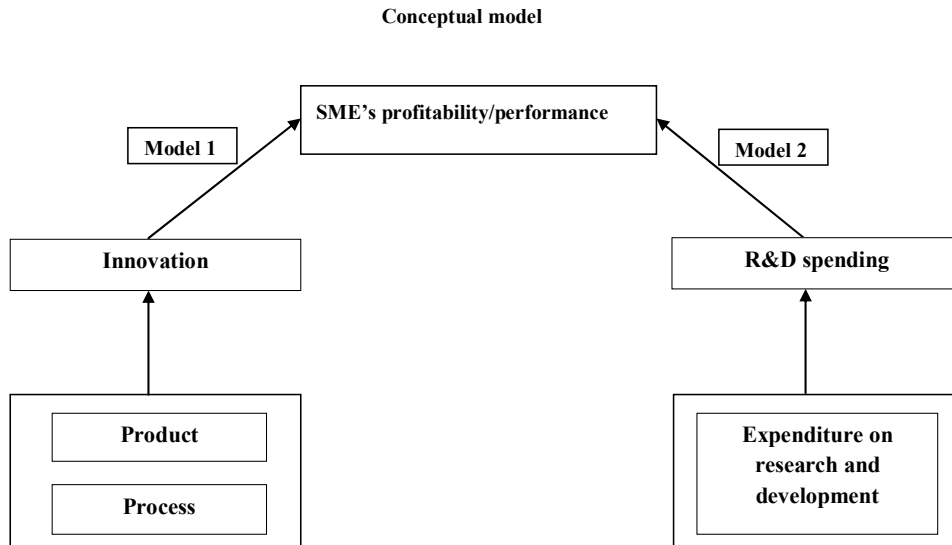 Conceptual model
SME's profitability/performance
Model 1
Model 2
Innovation
R&D spending
Product
Process
Expenditure on
research and
development